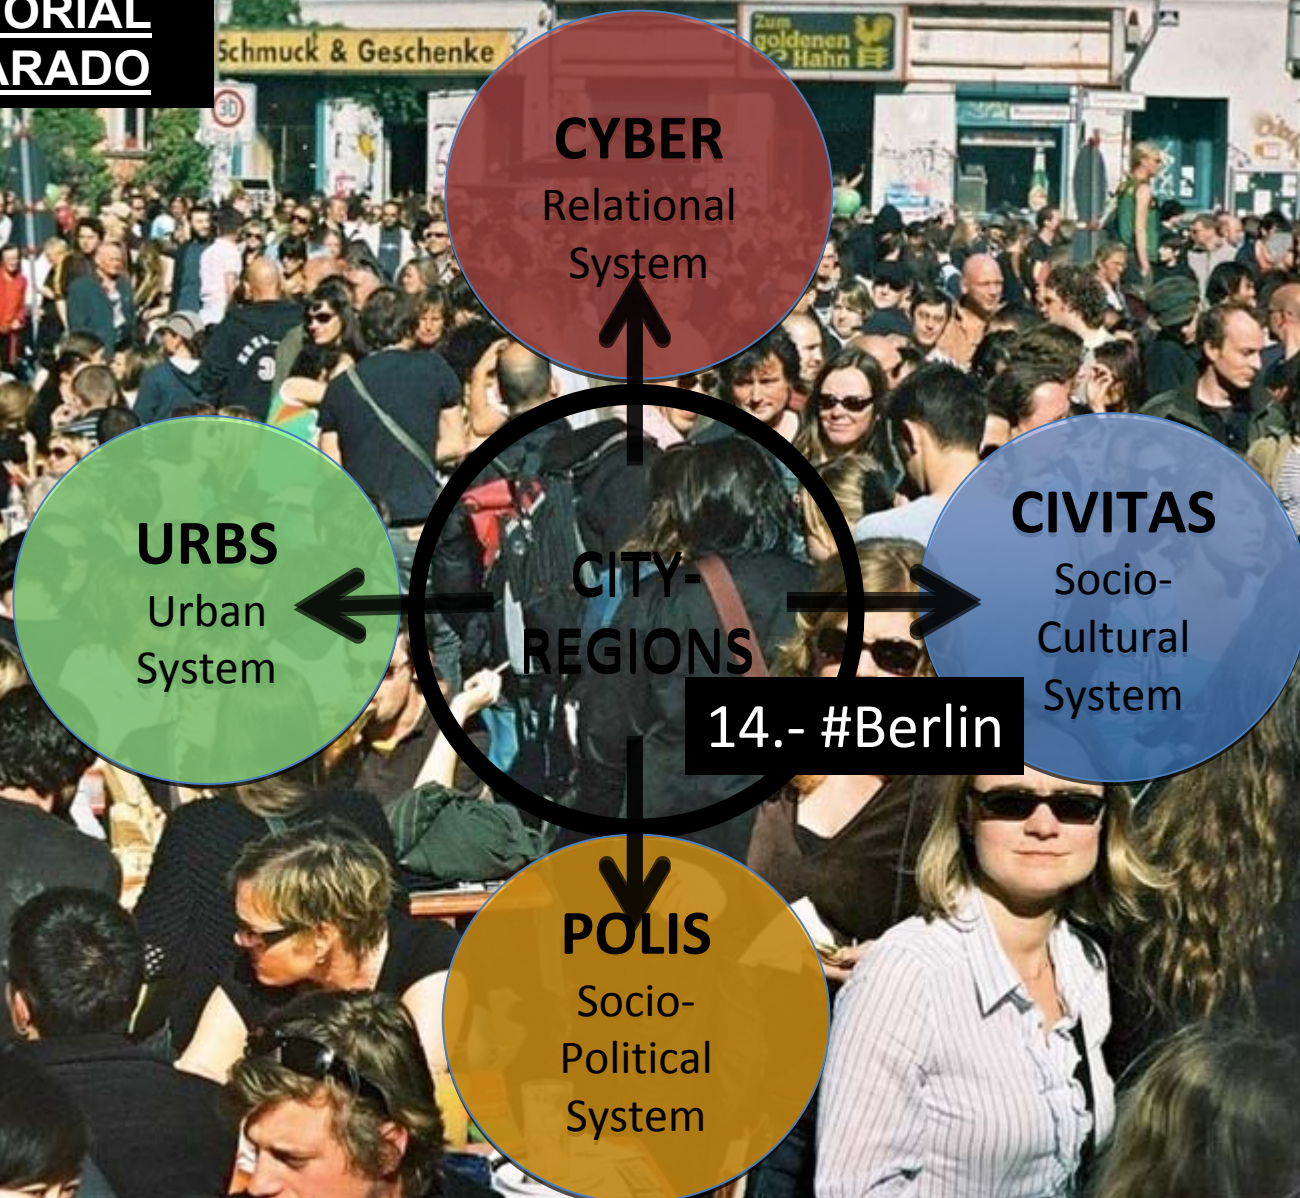 ORIAL
ARADO
Schmuck & Geschenke
Zum
goldenen
Hahn
30
CYBER
Relational
System
URBS
Urban
System
CITY-
REGIONS
CIVITAS
Socio-
Cultural
System
14.- #Berlin
POLIS
Socio-
Political
System